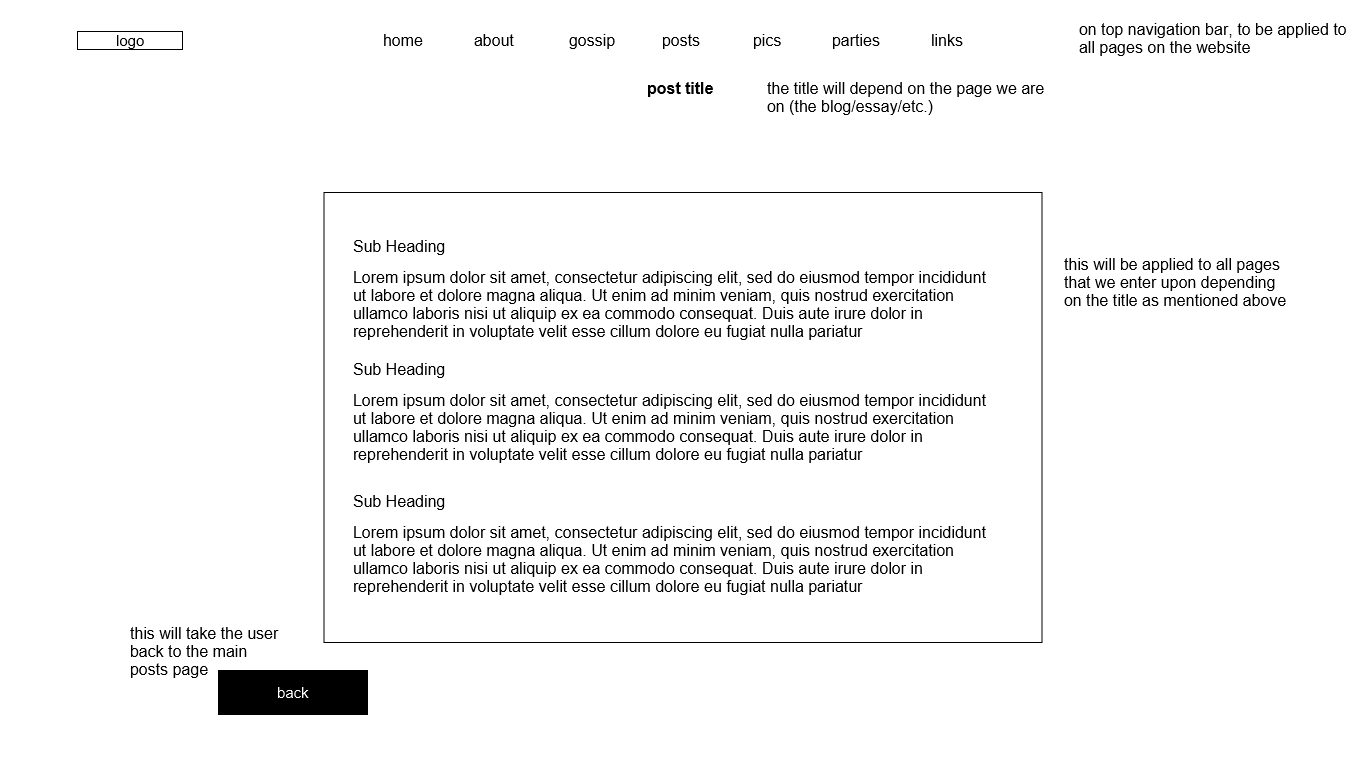 logo
home about gossip posts pics parties links
on top navigation bar, to be applied to
all pages on the website
post title
the title will depend on the page we are
on (the blog/essay/etc.)
Sub Heading
Lorem ipsum dolor sit amet, consectetur adipiscing elit, sed do eiusmod tempor incididunt
ut labore et dolore magna aliqua. Ut enim ad minim veniam, quis nostrud exercitation
ullamco laboris nisi ut aliquip ex ea commodo consequat. Duis aute irure dolor in
reprehenderit in voluptate velit esse cillum dolore eu fugiat nulla pariatur
this will be applied to all pages
that we enter upon depending
on the title as mentioned above
Sub Heading
Lorem ipsum dolor sit amet, consectetur adipiscing elit, sed do eiusmod tempor incididunt
ut labore et dolore magna aliqua. Ut enim ad minim veniam, quis nostrud exercitation
ullamco laboris nisi ut aliquip ex ea commodo consequat. Duis aute irure dolor in
reprehenderit in voluptate velit esse cillum dolore eu fugiat nulla pariatur
Sub Heading
Lorem ipsum dolor sit amet, consectetur adipiscing elit, sed do eiusmod tempor incididunt
ut labore et dolore magna aliqua. Ut enim ad minim veniam, quis nostrud exercitation
ullamco laboris nisi ut aliquip ex ea commodo consequat. Duis aute irure dolor in
reprehenderit in voluptate velit esse cillum dolore eu fugiat nulla pariatur
this will take the user
back to the main
posts page
back